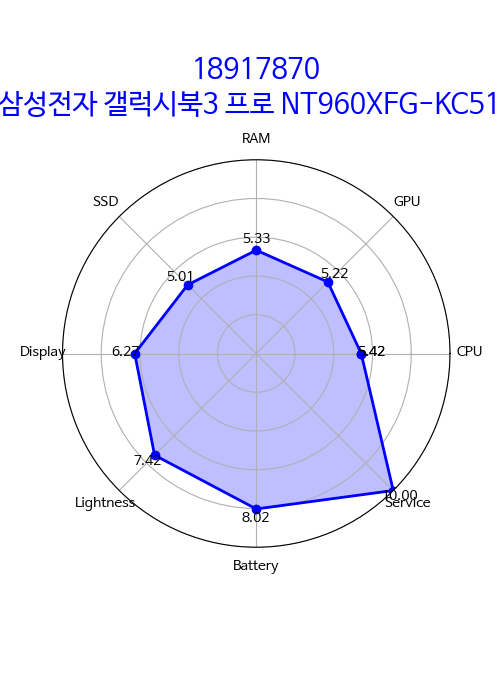 18917870
삼성전자 갤럭시북3 프로 NT960XFG-KC51
RAM
SSD
GPU
5.33
5.01
5.22
Display
6.27
5.42
CPU
7.42
10.00
Lightness
Service
8.02
Battery